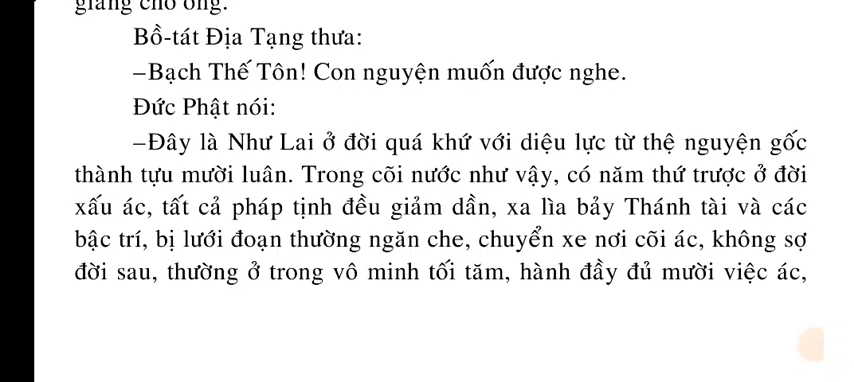 giảng cho ông.
Bồ-tát Địa Tạng thưa:
–Bạch Thế Tôn! Con nguyện muốn được nghe.
Đức Phật nói:
–Đây là Như Lai ở đời quá khứ với diệu lực từ thệ nguyện gốc
thành tựu mười luân. Trong cõi nước như vậy, có năm thứ trược ở đời
xấu ác, tất cả pháp tịnh đều giảm dần, xa lìa bảy Thánh tài và các
bậc trí, bị lưới đoạn thường ngăn che, chuyển xe nơi cõi ác, không sợ
đời sau, thường ở trong vô minh tối tăm, hành đầy đủ mười việc ác,